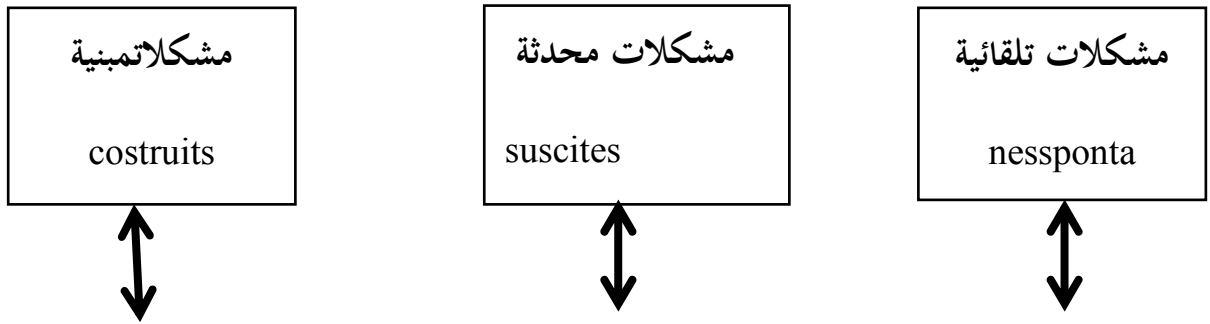 مشكلات تلقائية
nessponta
مشكلات محدثة
suscites
مشكلاتمبنية
costruits